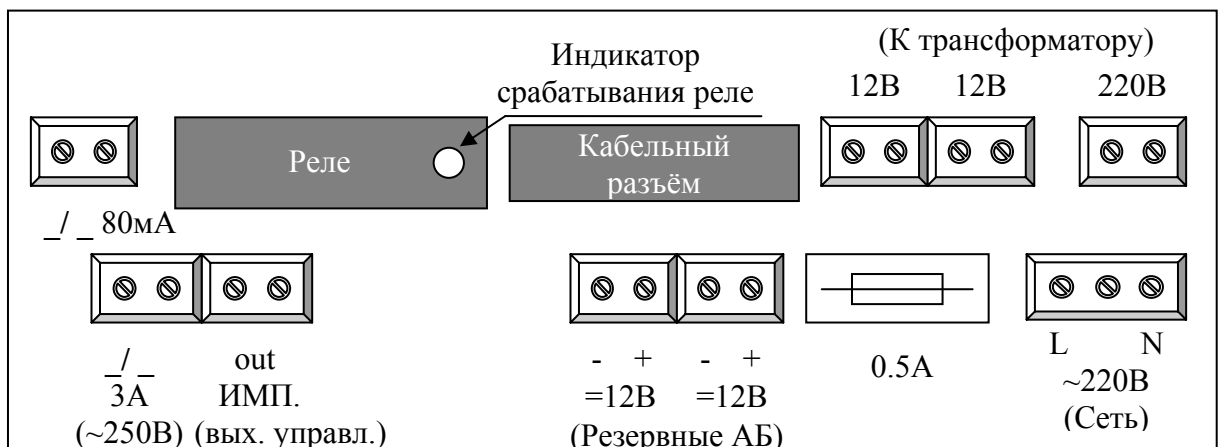 (К трансформатору)
Индикатор
срабатывания реле
12В 12В 220В
Реле
Кабельный
разъём
_/ _ 80мА
_/ _ out - + - + 0.5А L N
3А ИМП. =12В =12В ~220В
(~250В) (вых. управл.) (Резервные АБ) (Сеть)